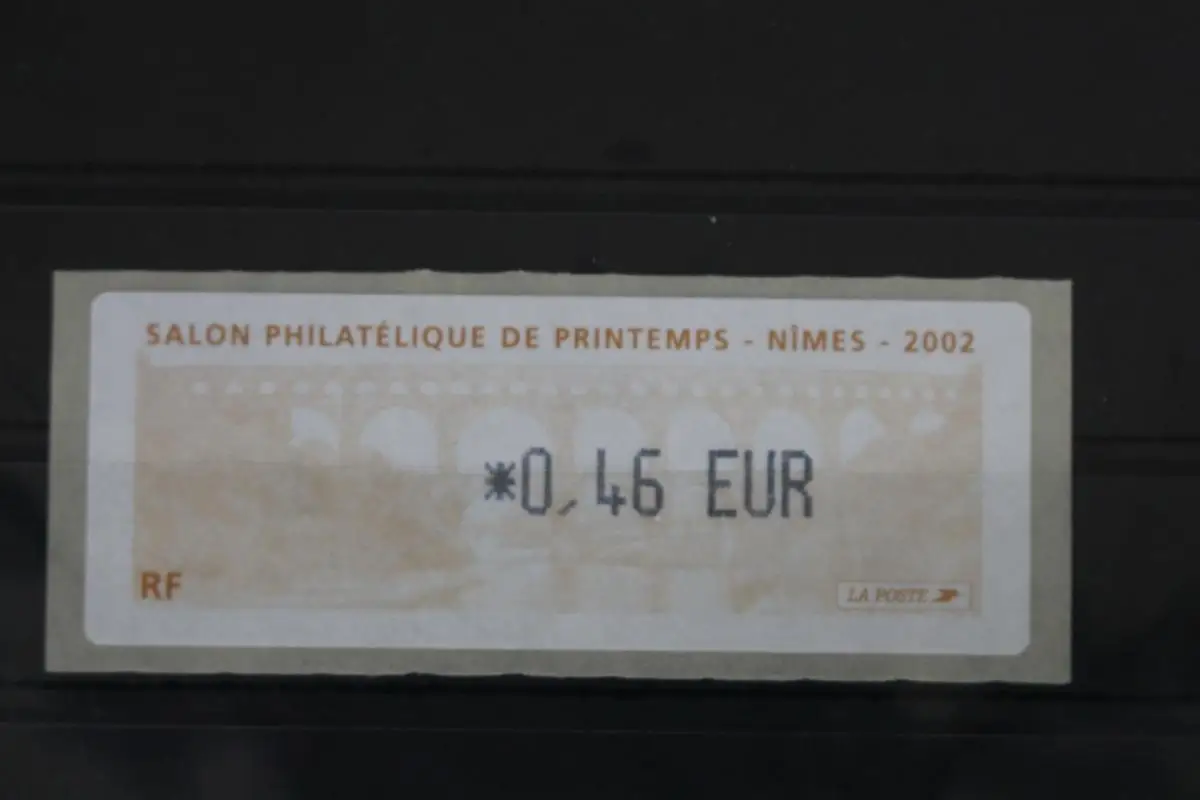 SALON PHILATÉLIQUE DE PRINTEMPS - NÎMES - 2002
*0,46 EUR
RF
LA POSTE